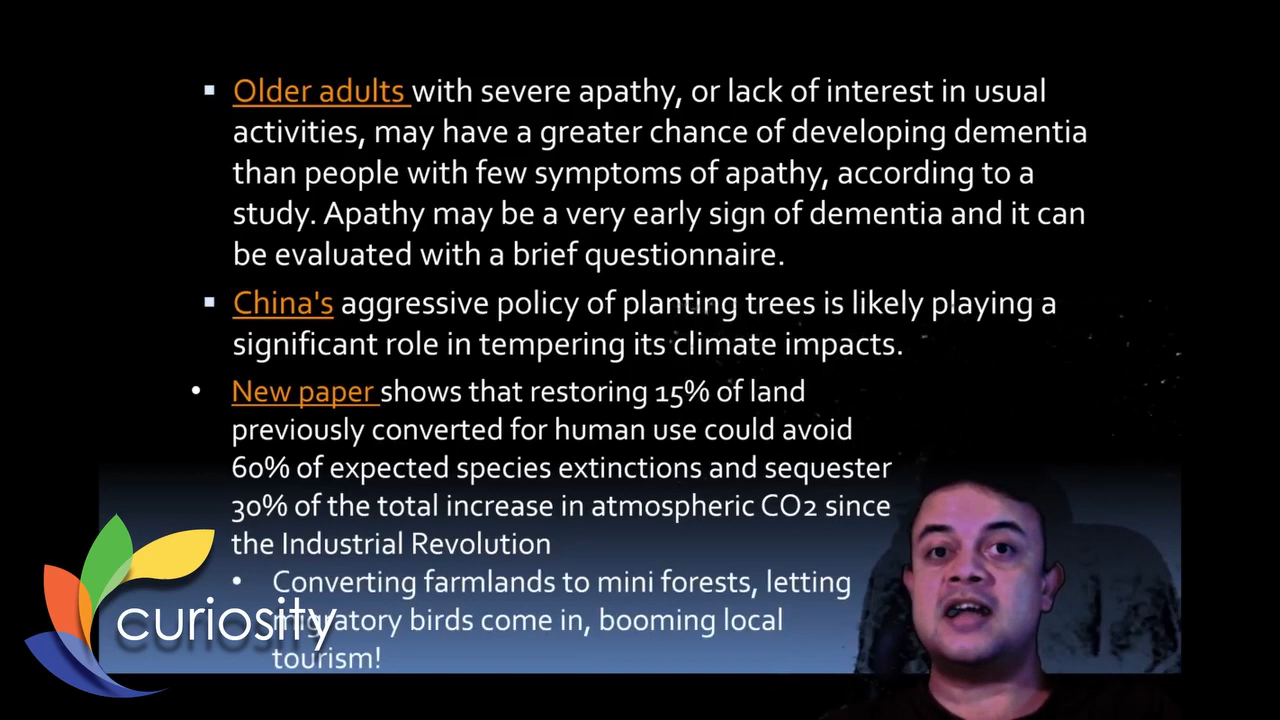 Older adults with severe apathy, or lack of interest in usual
activities, may have a greater chance of developing dementia
than people with few symptoms of apathy, according to a
study. Apathy may be a very early sign of dementia and it can
be evaluated with a brief questionnaire.
China's aggressive policy of planting trees is likely playing a
significant role in tempering its climate impacts.
New paper shows that restoring 15% of land
previously converted for human use could avoid
60% of expected species extinctions and sequester
30% of the total increase in atmospheric CO2 since
the Industrial Revolution
Converting farmlands to mini forests, letting
migratory birds come in, booming local
tourism!
curiosity